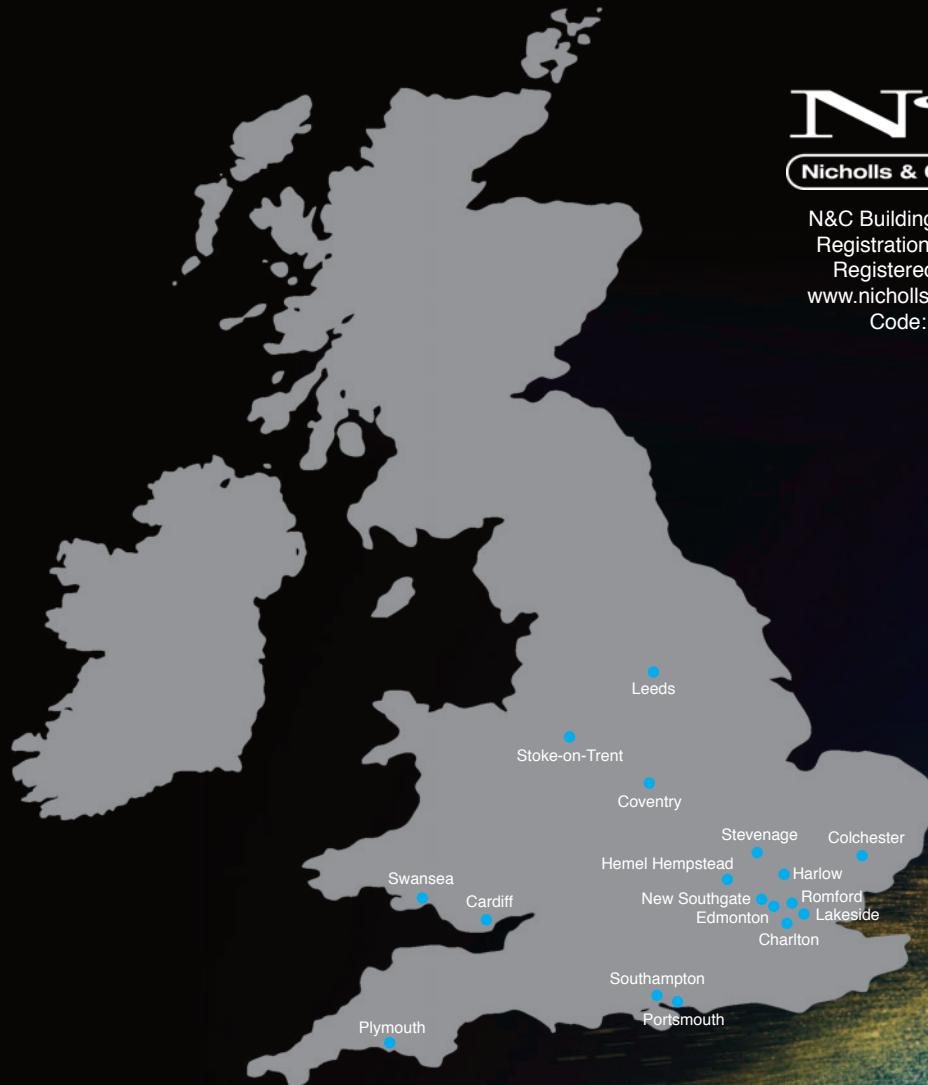 Nicholls &
N&C Building
Registration
Registered
www.nicholls
Code:
Leeds
Stoke-on-Trent
Coventry
Stevenage
Colchester
Hemel Hempstead
Harlow
Swansea
New Southgate
Romford
Cardiff
Edmonton
Lakeside
Charlton
Southampton
Portsmouth
Plymouth